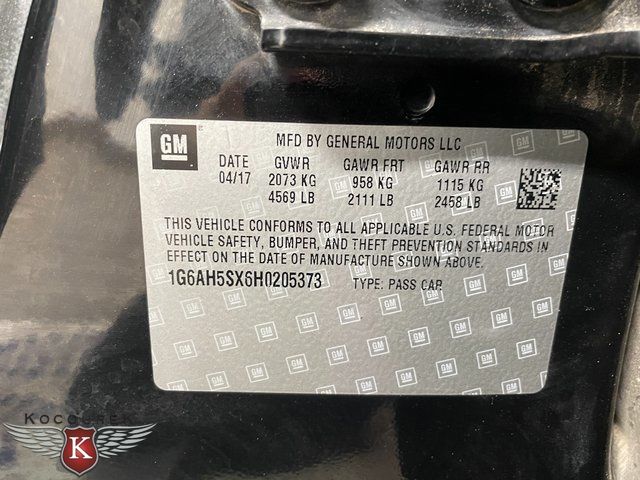 GM
MFD BY GENERAL MOTORS LLC
DATE GVWR GAWR FRT GAWR RR
04/17 2073 KG 958 KG 1115 KG
4569 LB 2111 LB 2458 LB
THIS VEHICLE CONFORMS TO ALL APPLICABLE U.S. FEDERAL MOTOR
VEHICLE SAFETY, BUMPER, AND THEFT PREVENTION STANDARDS IN
EFFECT ON THE DATE OF MANUFACTURE SHOWN ABOVE.
1G6AH5SX6H0205373 TYPE: PASS CAR
K